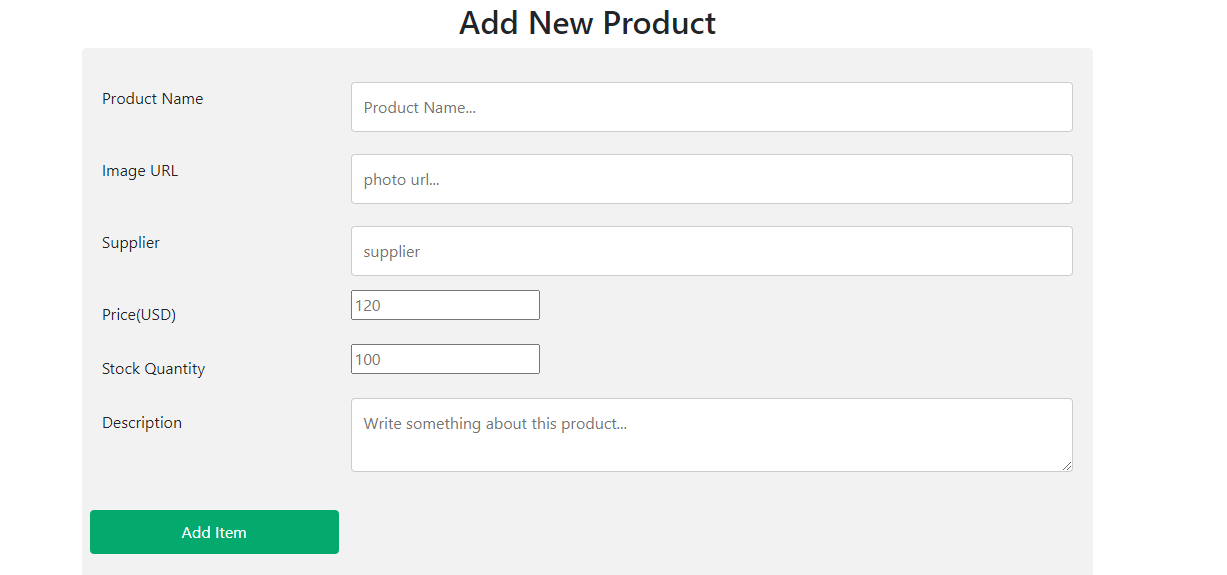 Add New Product
Product Name
Product Name...
Image URL
photo url...
Supplier
supplier
Price(USD)
120
Stock Quantity
100
Description
Write something about this product...
Add Item